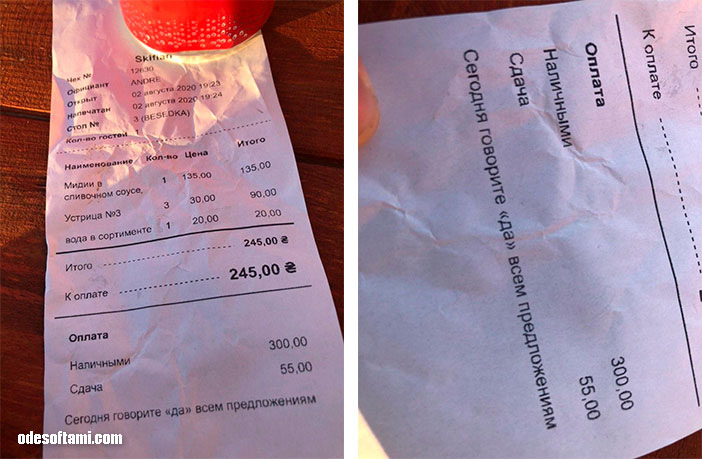 Skifian
Чек № 12630
Официант ANDRE
Открыт 02 августа 2020 19:23
Напечатан 02 августа 2020 19:24
Стол № 3 (BESEDKA)
Кол-во гостей 1
Наименование Кол-во Цена Итого
Мидии в
сливочном соусе, 1 135.00 135.00
Устрица №3 3 30.00 90.00
вода в сортименте 1 20,00 20,00
Итого 245,00 ₴
К оплате 245,00 ₴
Оплата
Наличными 300,00
Сдача 55,00
Сегодня говорите «да» всем предложениям
odesoftami.com
Итого
К оплате
Оплата
Наличными 300,00
Сдача 55,00
Сегодня говорите «да» всем предложениям